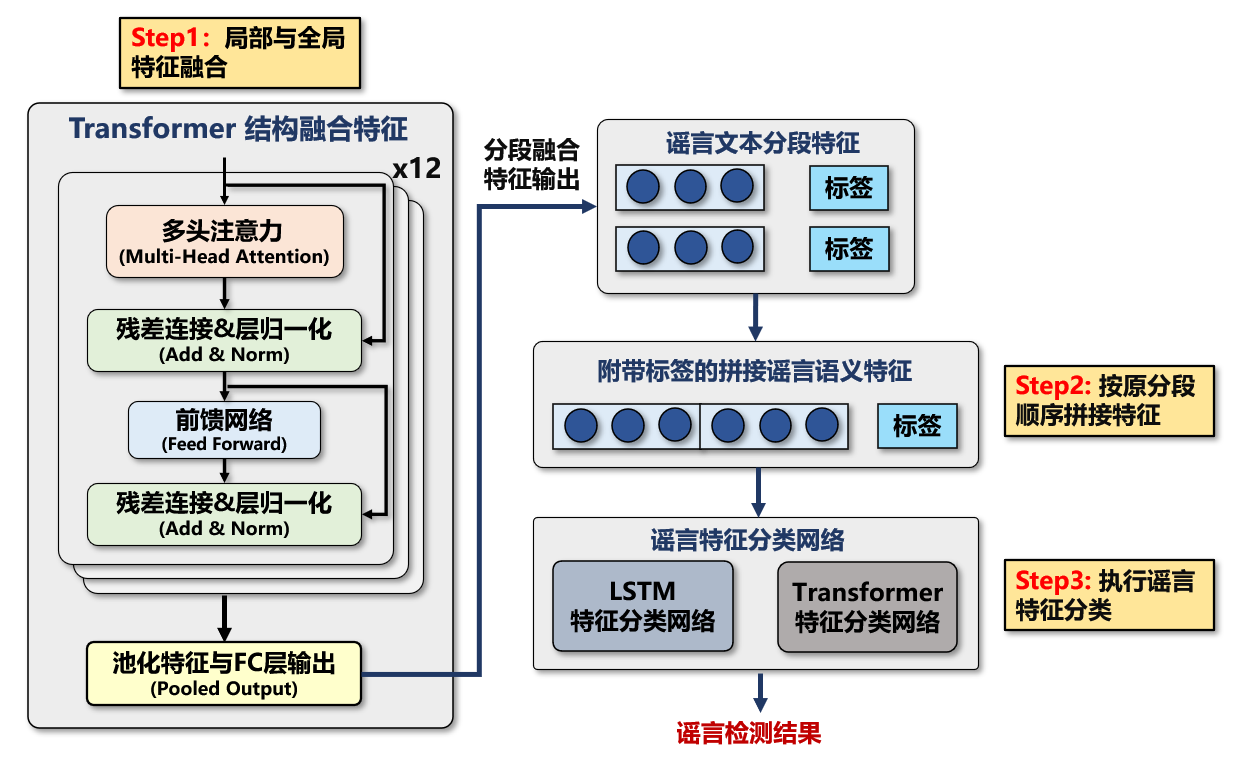 Step1：局部与全局
特征融合
Transformer 结构融合特征
x12
多头注意力
(Multi-Head Attention)
残差连接&层归一化
(Add & Norm)
前馈网络
(Feed Forward)
残差连接&层归一化
(Add & Norm)
池化特征与FC层输出
(Pooled Output)
分段融合
特征输出
谣言文本分段特征
标签
标签
附带标签的拼接谣言语义特征
标签
Step2: 按原分段
顺序拼接特征
谣言特征分类网络
LSTM
特征分类网络
Transformer
特征分类网络
Step3: 执行谣言
特征分类
谣言检测结果